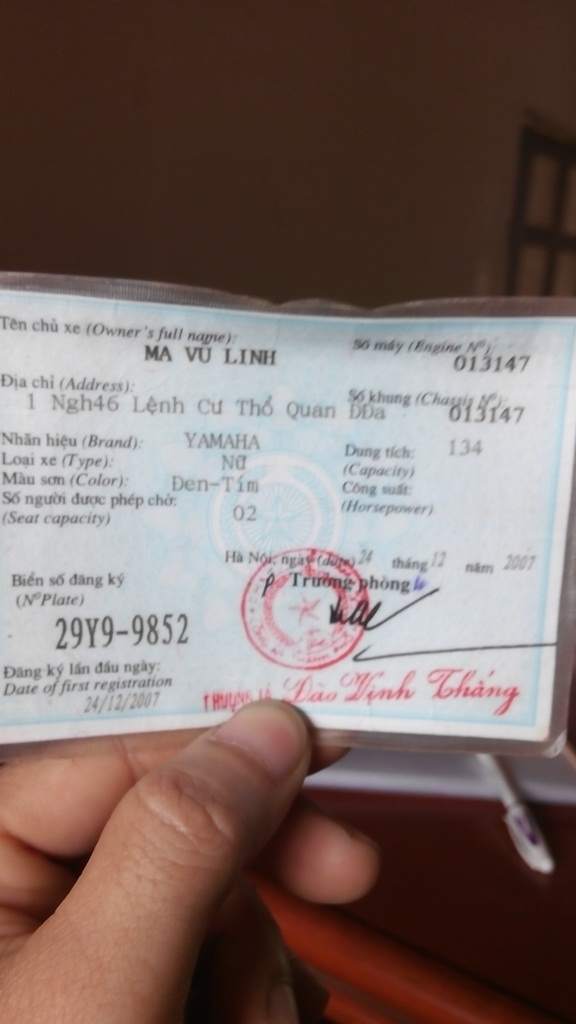 Tên chủ xe (Owner's full name):
MA VU LINH
Số máy (Engine Nº):
013147
Địa chỉ (Address):
1 Ngh46 Lệnh Cư Thổ Quan ĐĐa
Số khung (Chassis Nº):
013147
Nhãn hiệu (Brand): YAMAHA
Loại xe (Type): Nữ
Màu sơn (Color): Đen-Tím
Số người được phép chở: 02
(Seat capacity)
Dung tích: 134
(Capacity)
Công suất:
(Horsepower)
Hà Nội, ngày (date) 24 tháng 12 năm 2007
Trưởng phòng
Biển số đăng ký
(NºPlate)
29Y9-9852
Đăng ký lần đầu ngày:
Date of first registration
24/12/2007
Đào Vịnh Thắng